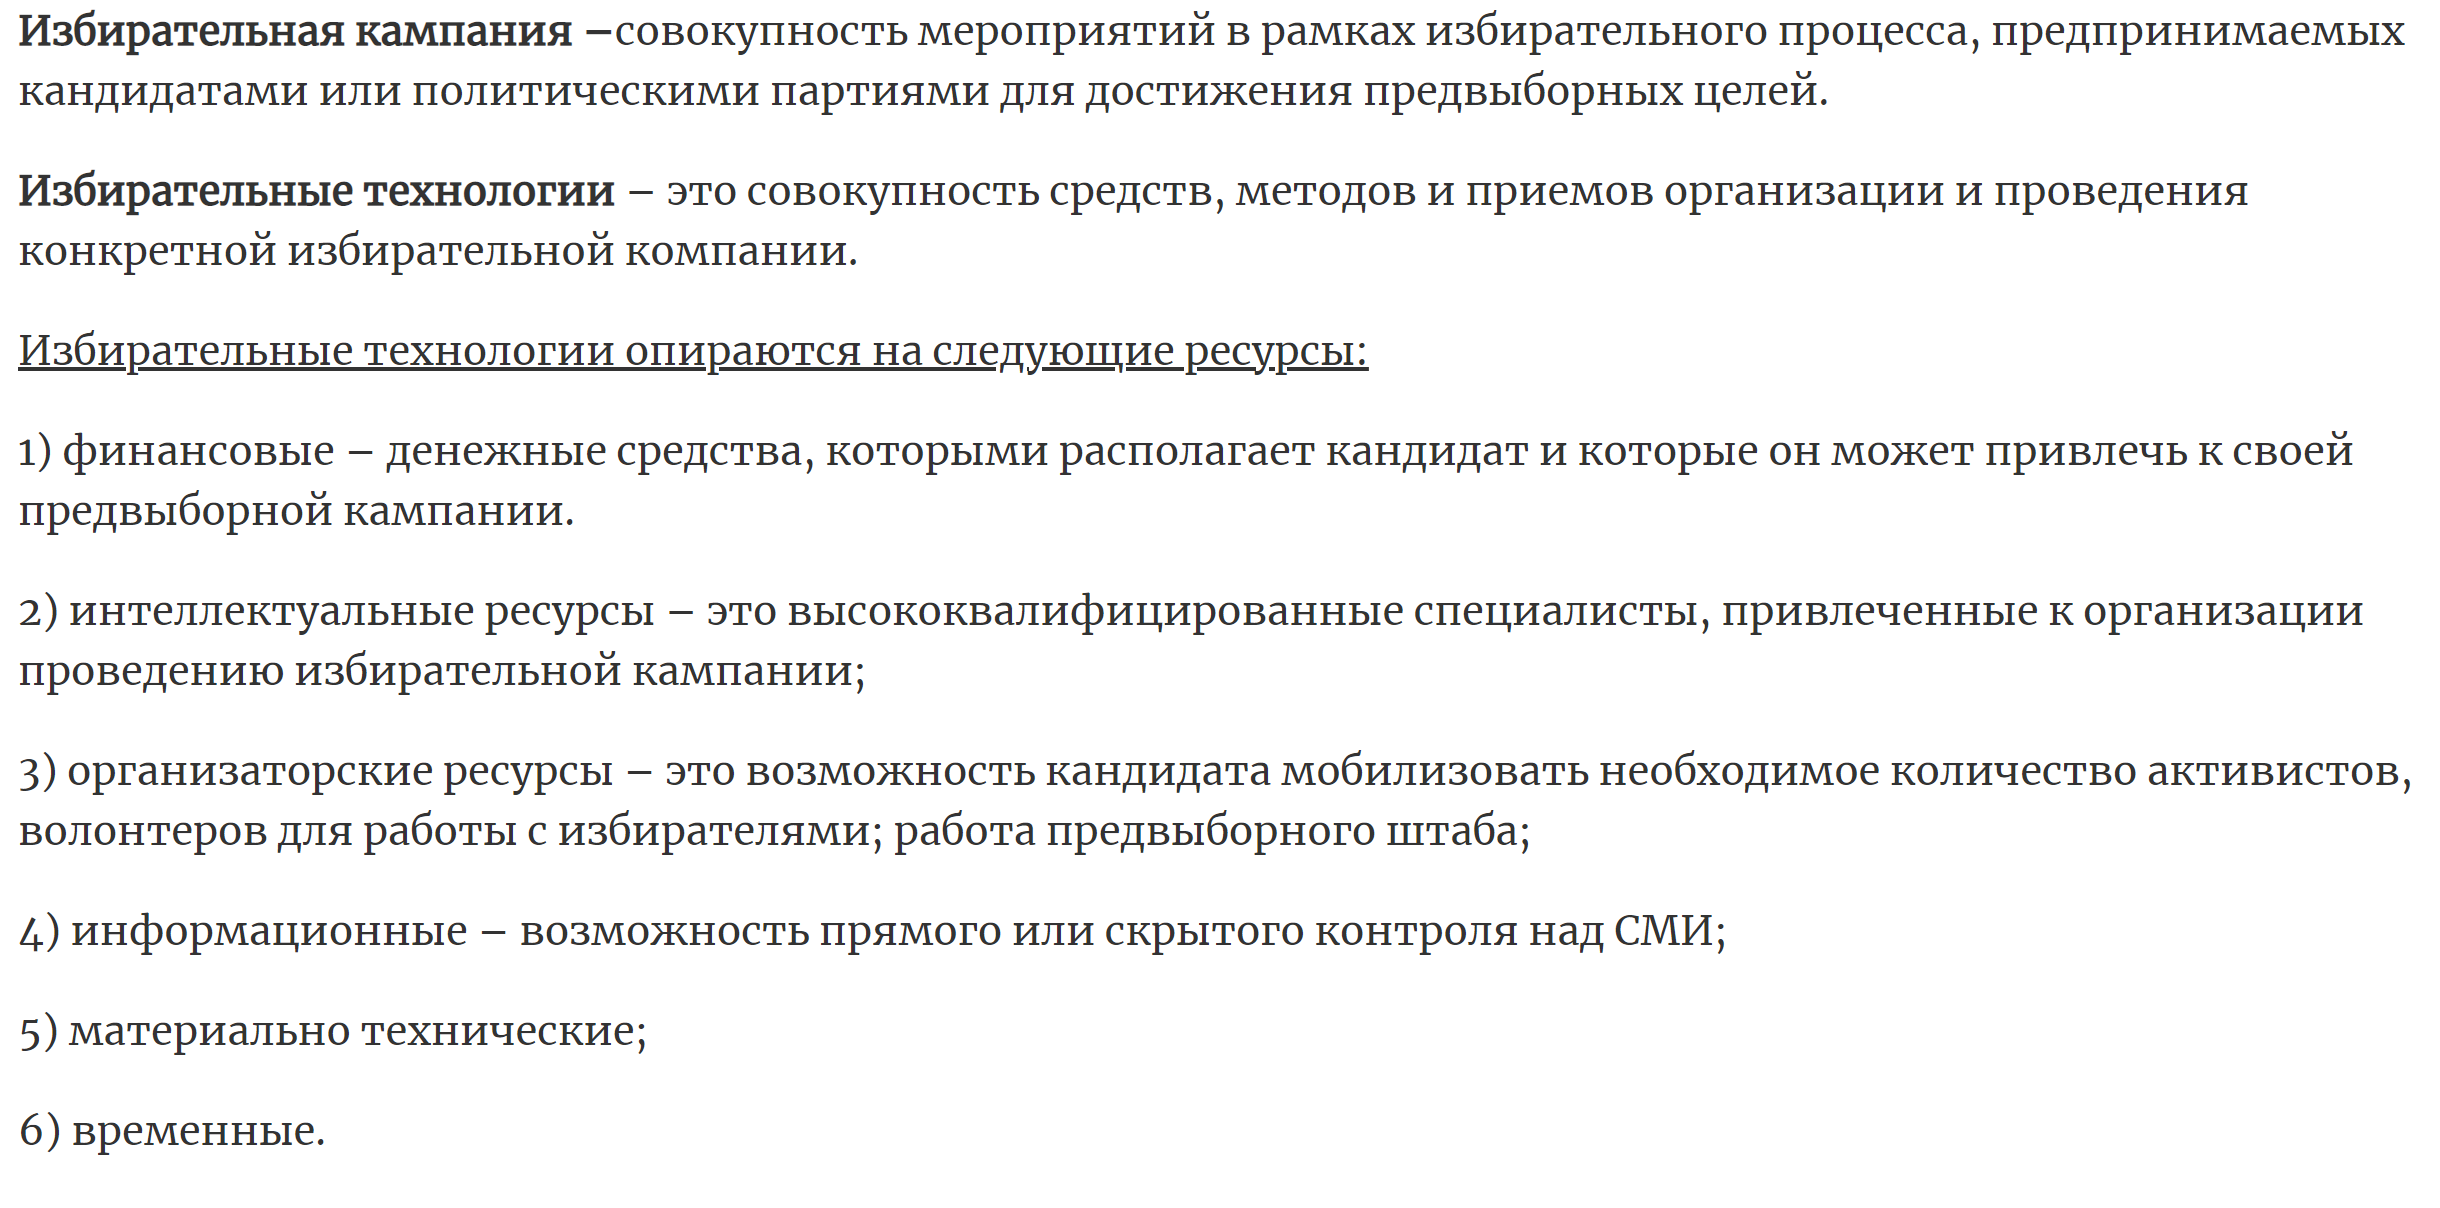 Избирательная кампания –совокупность мероприятий в рамках избирательного процесса, предпринимаемых
кандидатами или политическими партиями для достижения предвыборных целей.
Избирательные технологии – это совокупность средств, методов и приемов организации и проведения
конкретной избирательной компании.
Избирательные технологии опираются на следующие ресурсы:
1) финансовые – денежные средства, которыми располагает кандидат и которые он может привлечь к своей
предвыборной кампании.
2) интеллектуальные ресурсы – это высококвалифицированные специалисты, привлеченные к организации
проведению избирательной кампании;
3) организаторские ресурсы – это возможность кандидата мобилизовать необходимое количество активистов,
волонтеров для работы с избирателями; работа предвыборного штаба;
4) информационные – возможность прямого или скрытого контроля над СМИ;
5) материально технические;
6) временные.